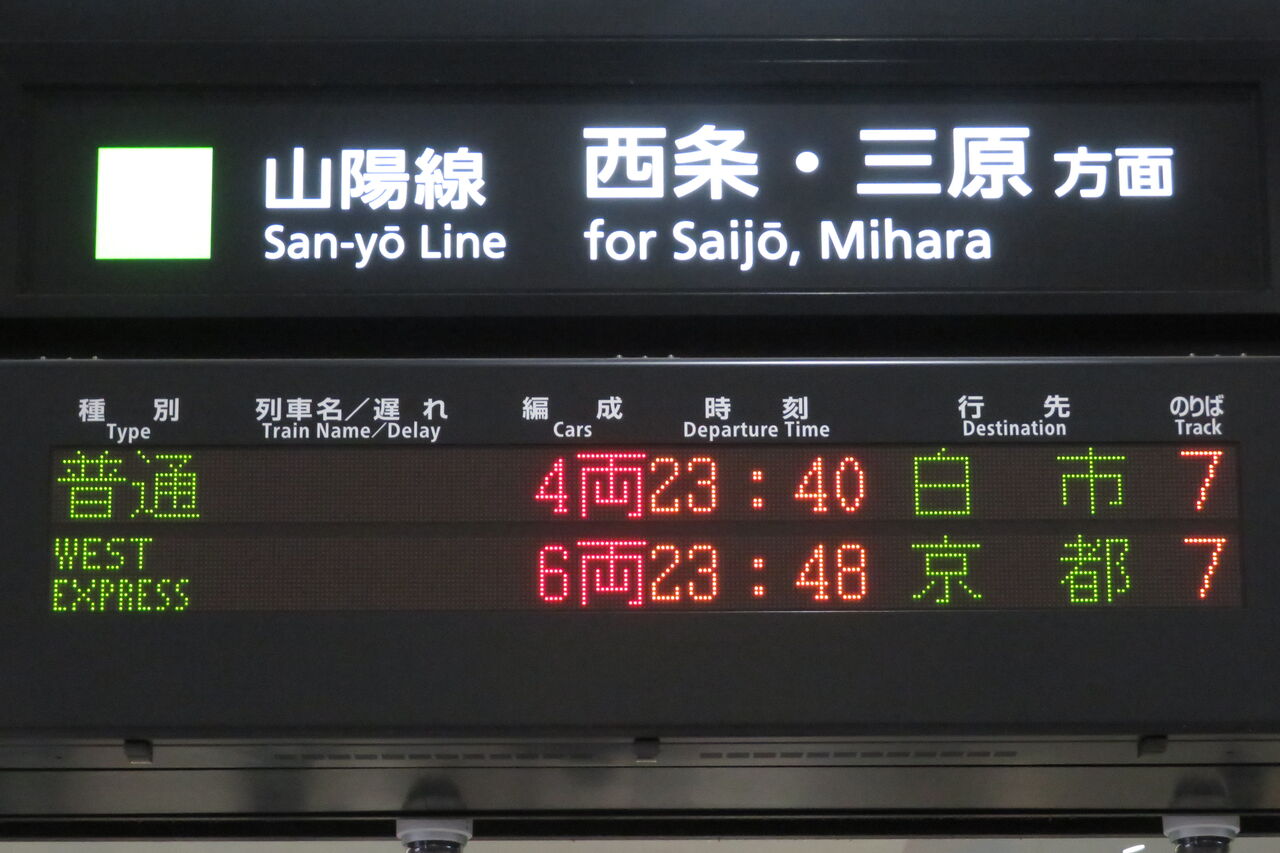 山陽線 西条・三原 方面
San-yō Line for Saijō, Mihara
種別 列車名／遅れ 編成 時刻 行先 のりば
Type Train Name／Delay Cars Departure Time Destination Track
普通 4両 23:40 白市 7
WEST EXPRESS 6両 23:48 京都 7